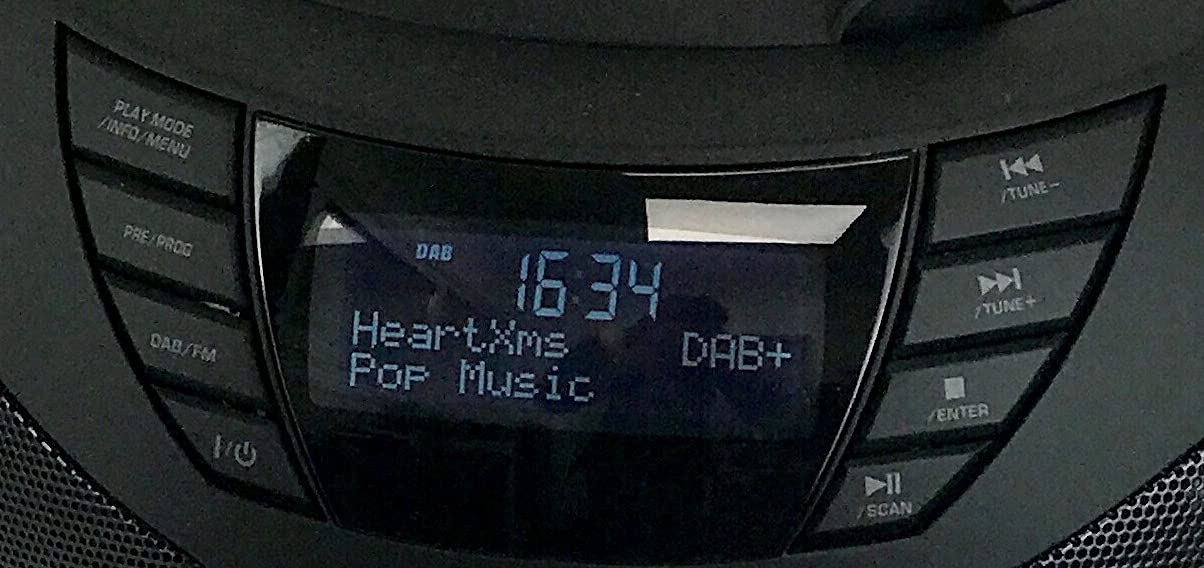 PLAY MODE
/INFO/MENU
PRE/PROG
DAB/FM
I/
DAB
16:34
HeartXms DAB+
Pop Music
/TUNE-
/TUNE+
/ENTER
/SCAN